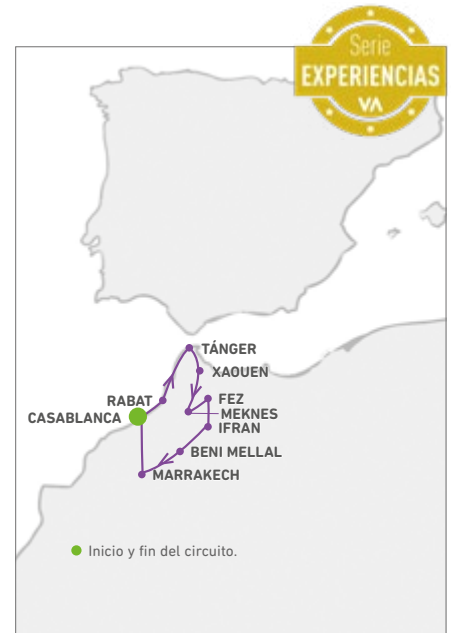 Serie
EXPERIENCIAS
VA
TÁNGER
XAOUEN
RABAT
FEZ
CASABLANCA
MEKNES
IFRAN
BENI MELLAL
MARRAKECH
Inicio y fin del circuito.